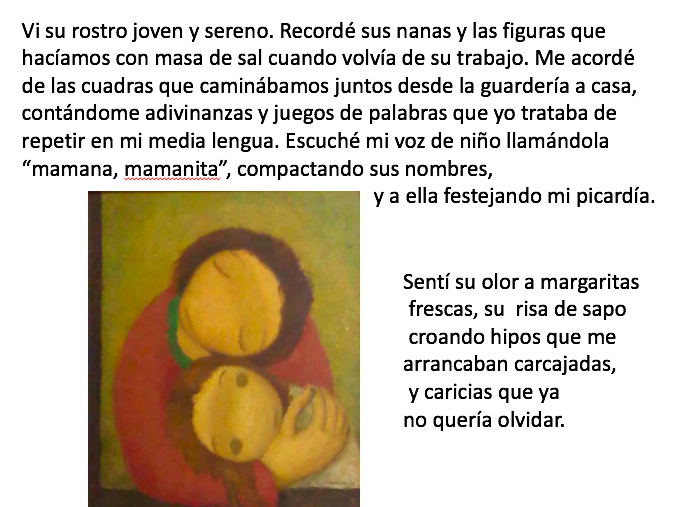 Vi su rostro joven y sereno. Recordé sus nanas y las figuras que
hacíamos con masa de sal cuando volvía de su trabajo. Me acordé
de las cuadras que caminábamos juntos desde la guardería a casa,
contándome adivinanzas y juegos de palabras que yo trataba de
repetir en mi media lengua. Escuché mi voz de niño llamándola
“mamana, mamanita”, compactando sus nombres,
y a ella festejando mi picardía.
Sentí su olor a margaritas
frescas, su risa de sapo
croando hipos que me
arrancaban carcajadas,
y caricias que ya
no quería olvidar.